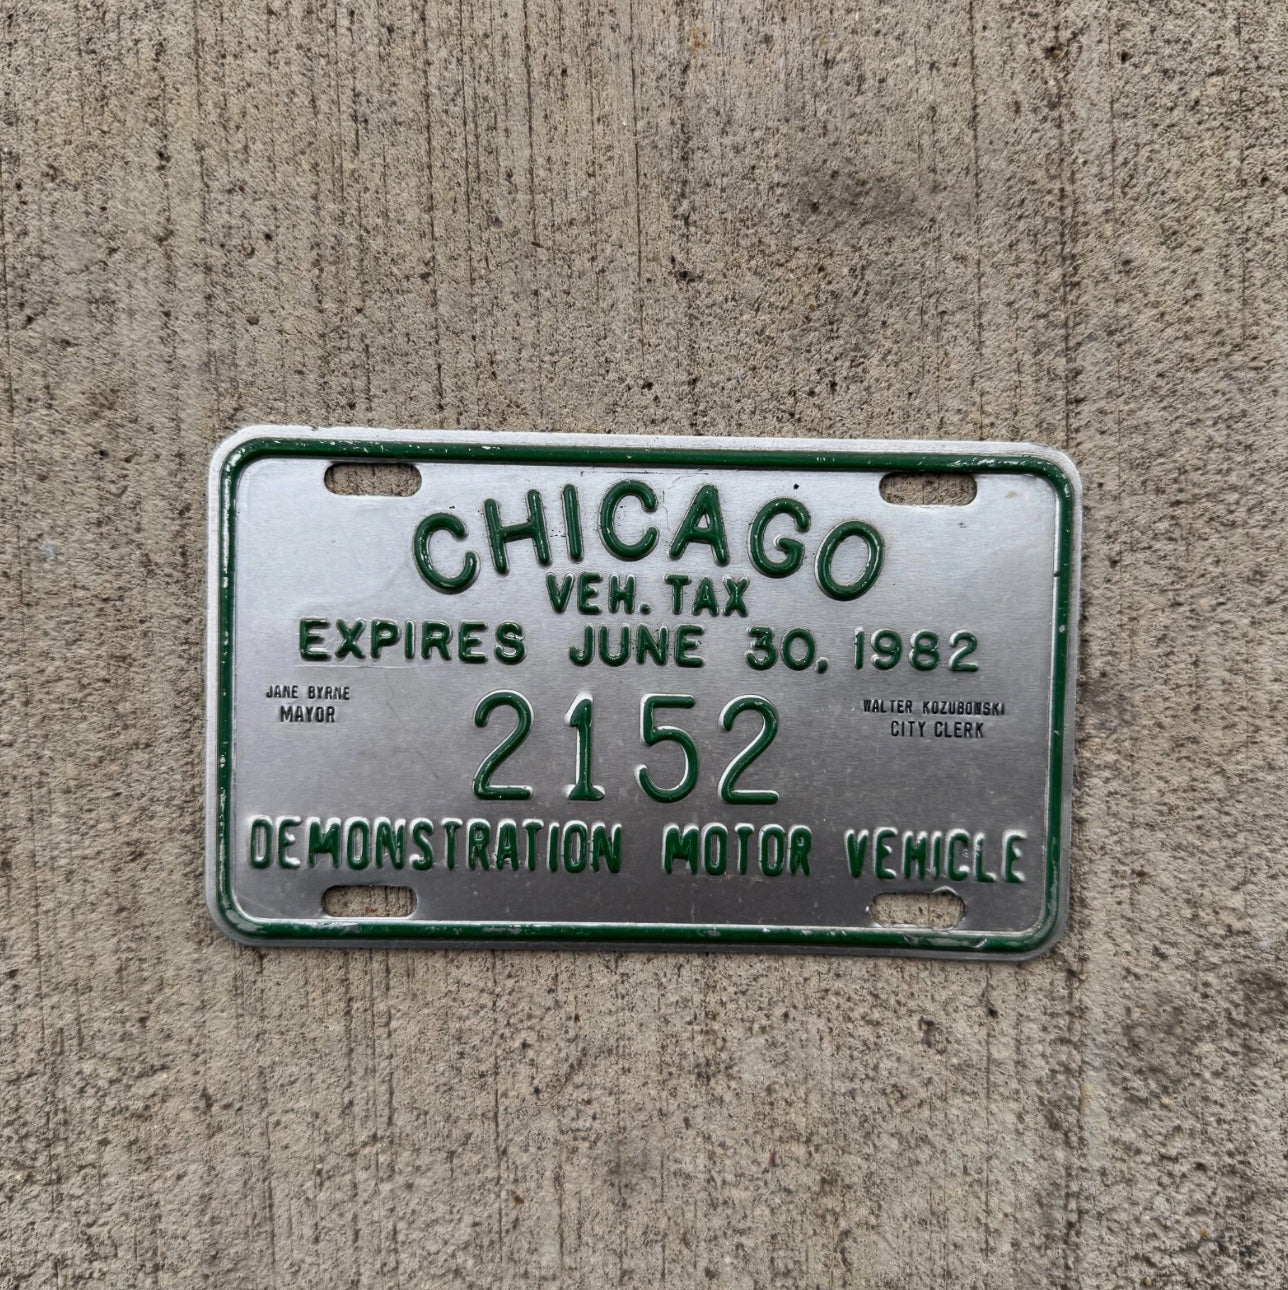 CHICAGO
VEH. TAX
EXPIRES JUNE 30, 1982
JANE BYRNE
MAYOR
2152
WALTER KOZUBOWSKI
CITY CLERK
DEMONSTRATION MOTOR VEHICLE